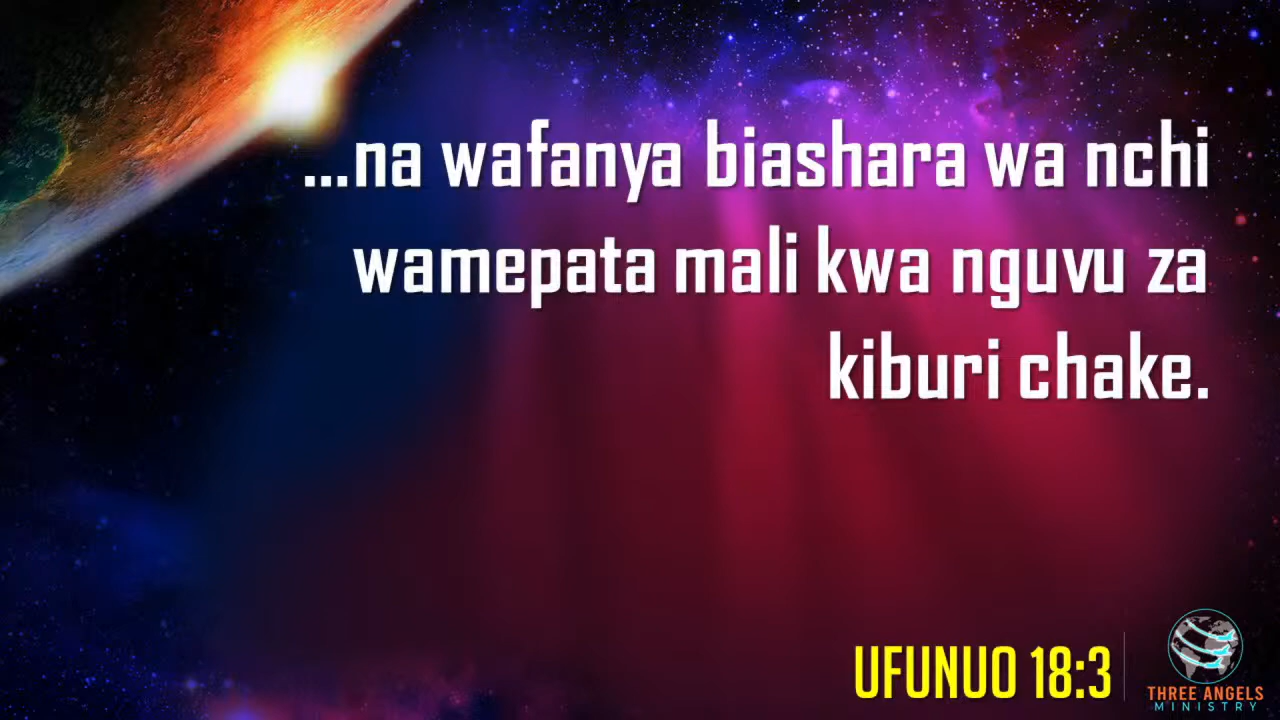 ...na wafanya biashara wa nchi
wamepata mali kwa nguvu za
kiburi chake.
UFUNUO 18:3
THREE ANGELS
MINISTRY